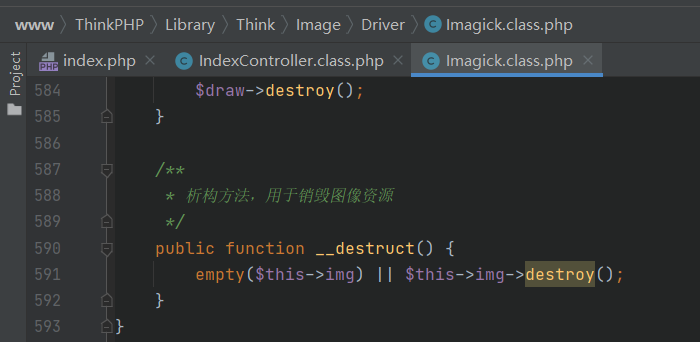 www ThinkPHP Library Think Image Driver Imagick.class.php
Project
index.php IndexController.class.php Imagick.class.php
584 $draw->destroy();
585 }
586
587 /**
588 * 析构方法，用于销毁图像资源
589 */
590 public function __destruct() {
591 empty($this->img) || $this->img->destroy();
592 }
593 }